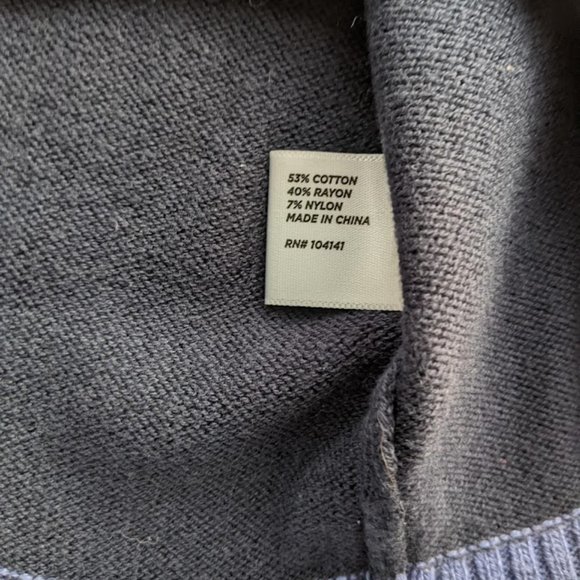 53% COTTON
40% RAYON
7% NYLON
MADE IN CHINA
RN# 104141